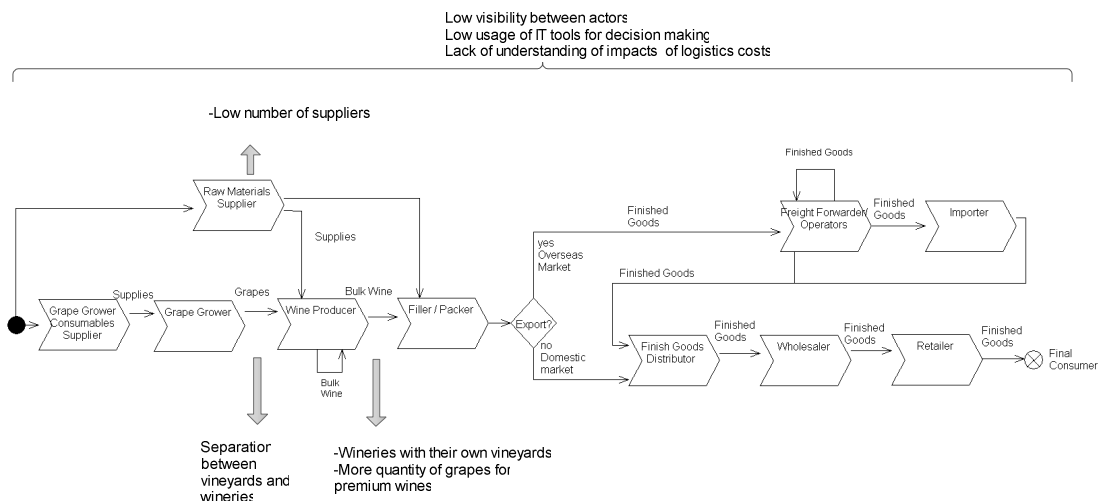 Low visibility between actors
Low usage of IT tools for decision making
Lack of understanding of impacts of logistics costs
-Low number of suppliers
Finished Goods
Raw Materials
Supplier
Freight Forwarder/
Operators
Finished
Goods
Importer
Finished
Goods
Supplies
yes
Overseas
Market
Finished Goods
Supplies
Grapes
Bulk Wine
Grape Grower
Consumables
Supplier
Grape Grower
Wine Producer
Filler / Packer
Export?
no
Domestic
market
Finish Goods
Distributor
Finished
Goods
Wholesaler
Finished
Goods
Retailer
Finished
Goods
Final
Consumer
Bulk
Wine
Separation
between
vineyards and
wineries
-Wineries with their own vineyards
-More quantity of grapes for
premium wines